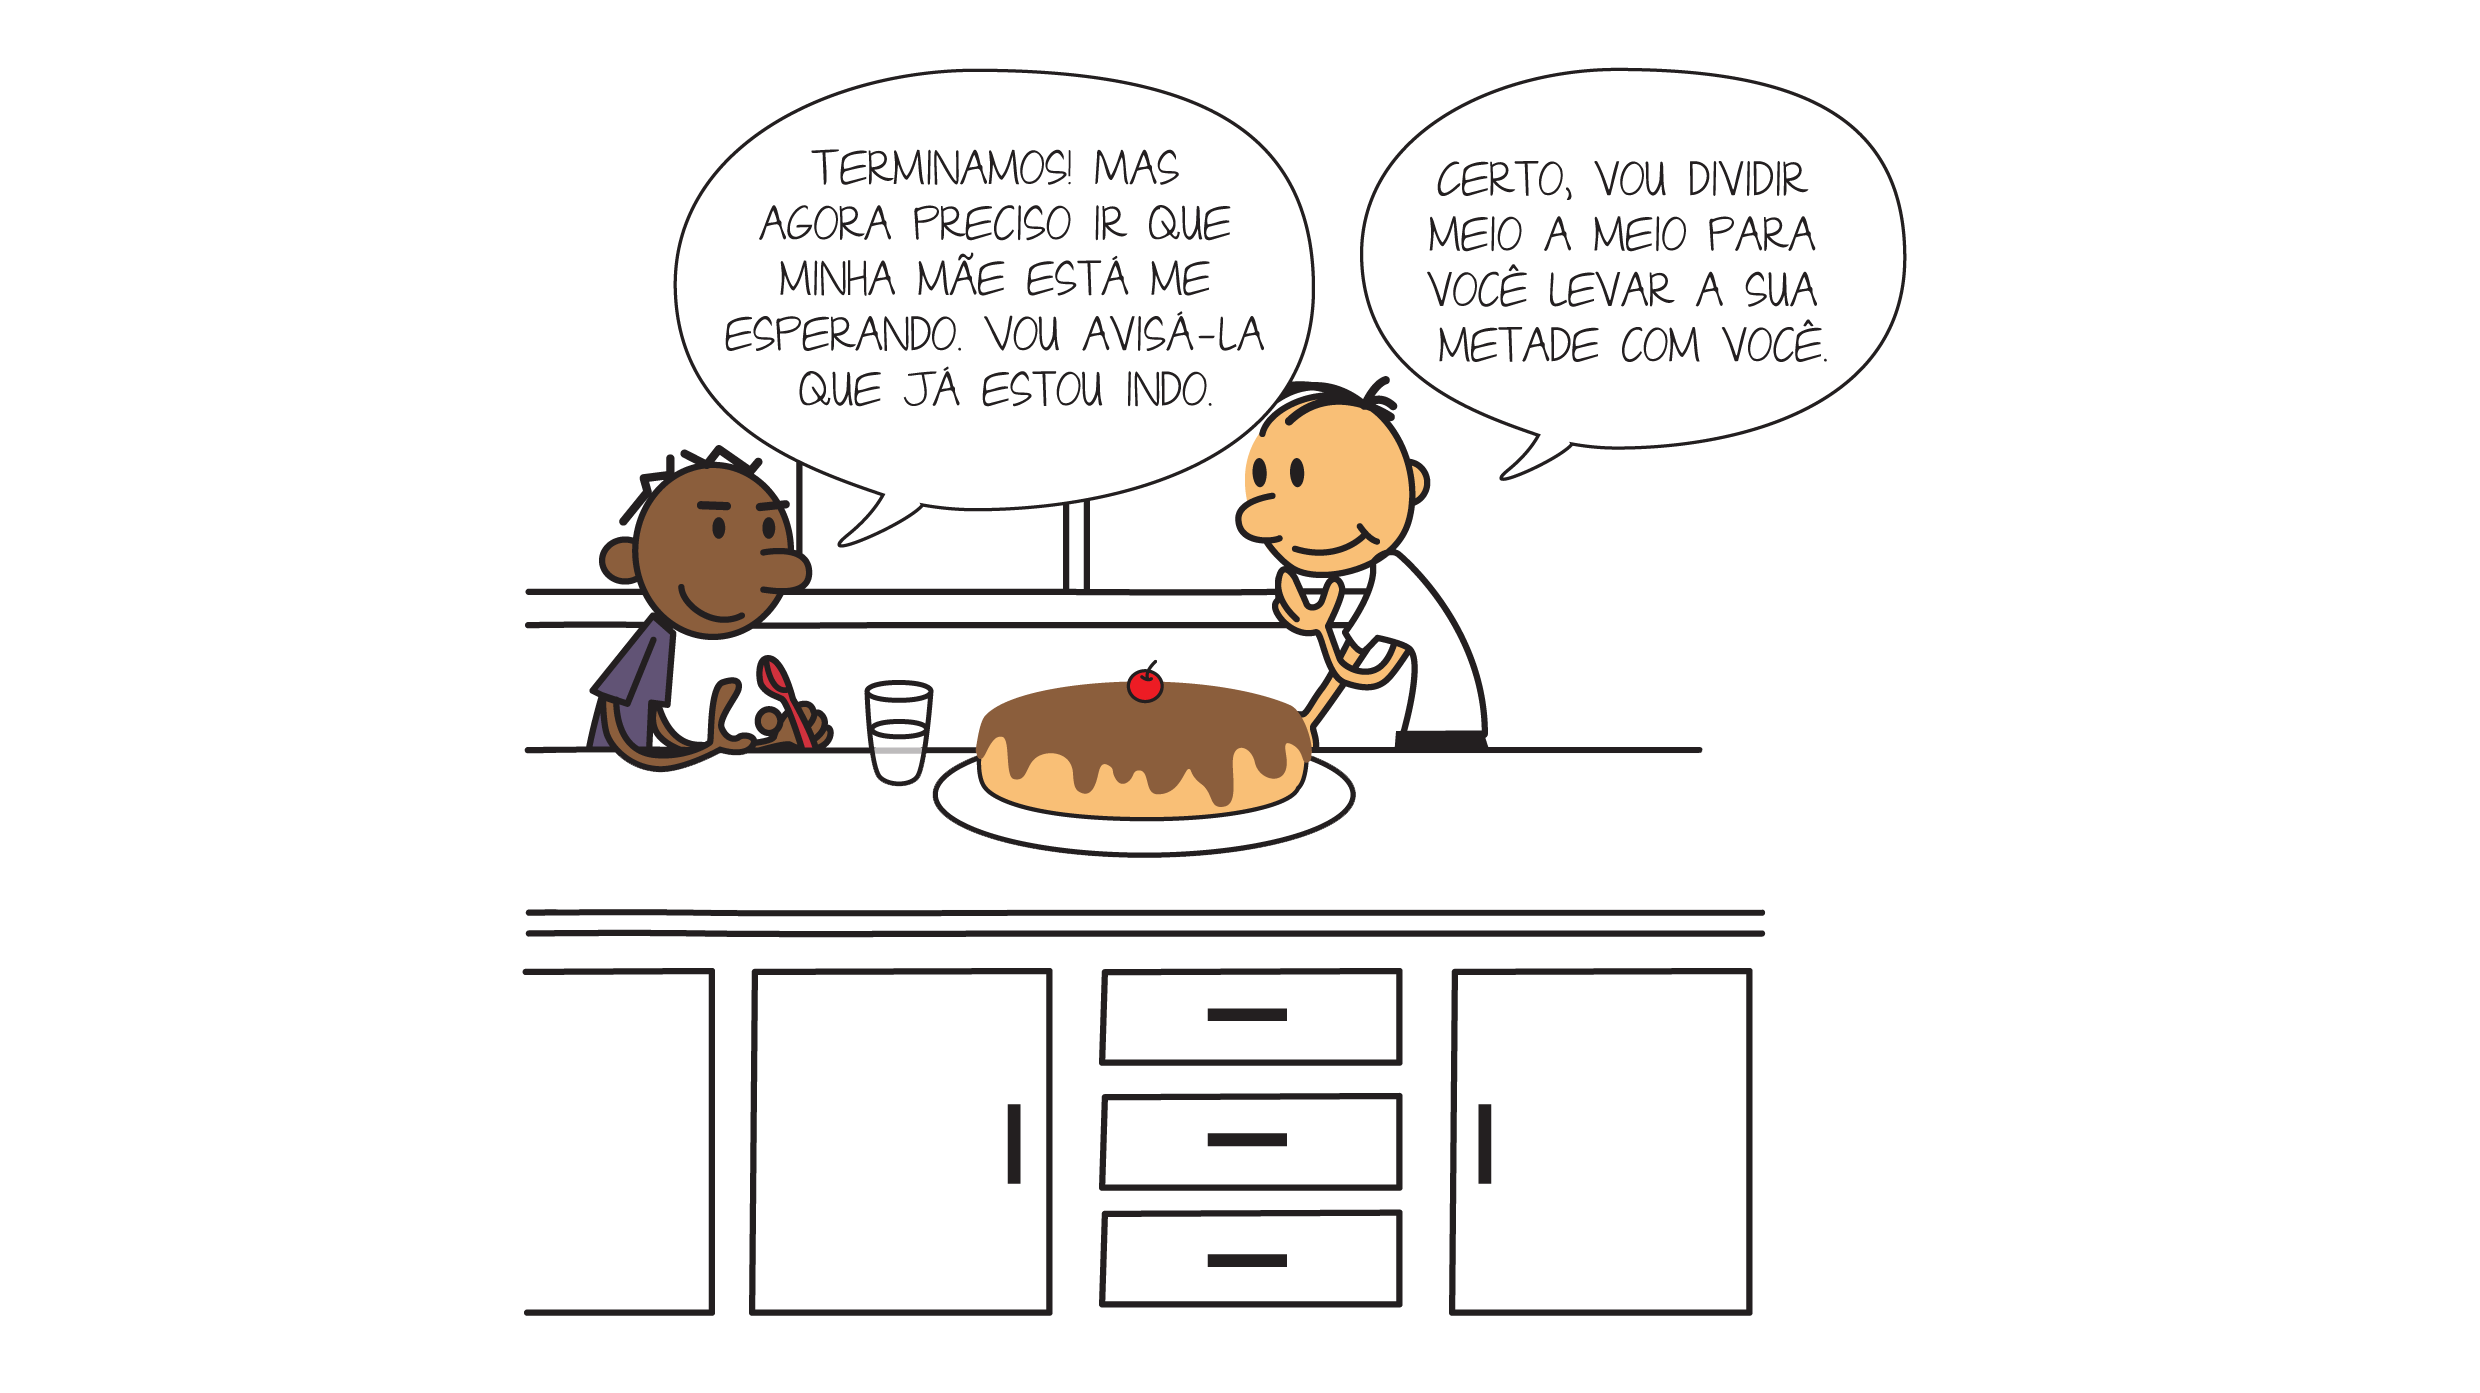 TERMINAMOS! MAS
AGORA PRECISO IR QUE
MINHA MÃE ESTÁ ME
ESPERANDO. VOU AVISÁ-LA
QUE JÁ ESTOU INDO.
CERTO, VOU DIVIDIR
MEIO A MEIO PARA
VOCÊ LEVAR A SUA
METADE COM VOCÊ.